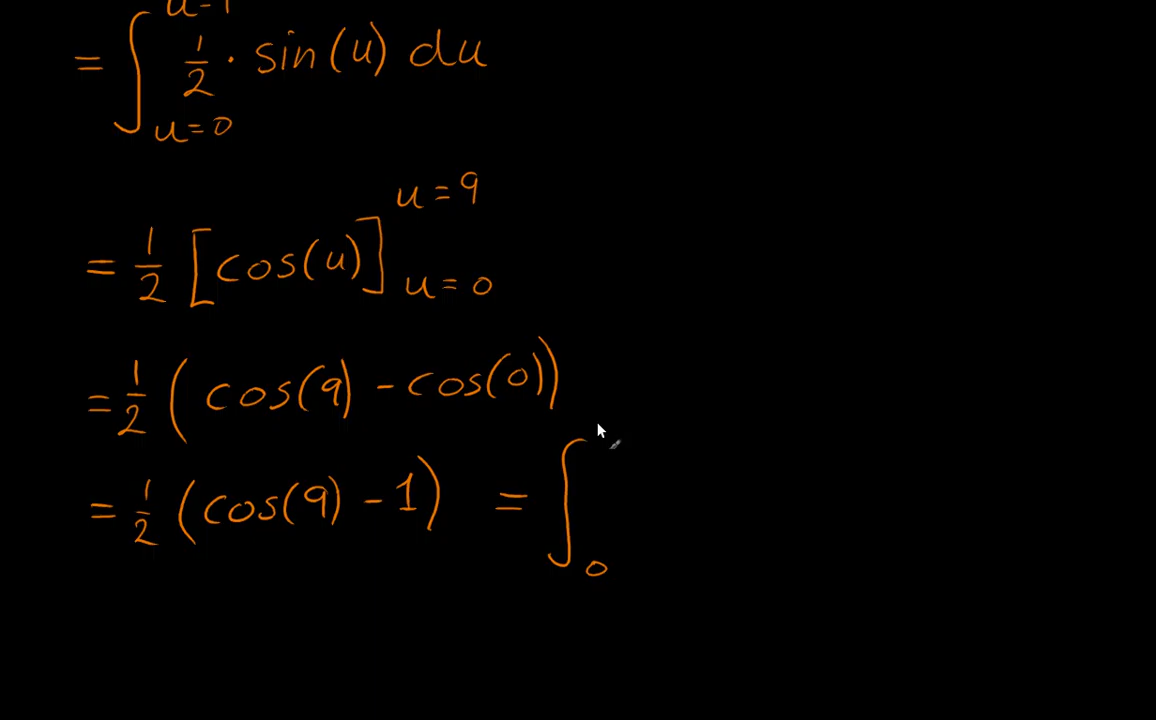 = ∫ 1/2 · sin(u) du
u=0
= 1/2 [cos(u)] u=9 u=0
= 1/2 ( cos(9) - cos(0))
= 1/2 (cos(9) - 1) = ∫ 0